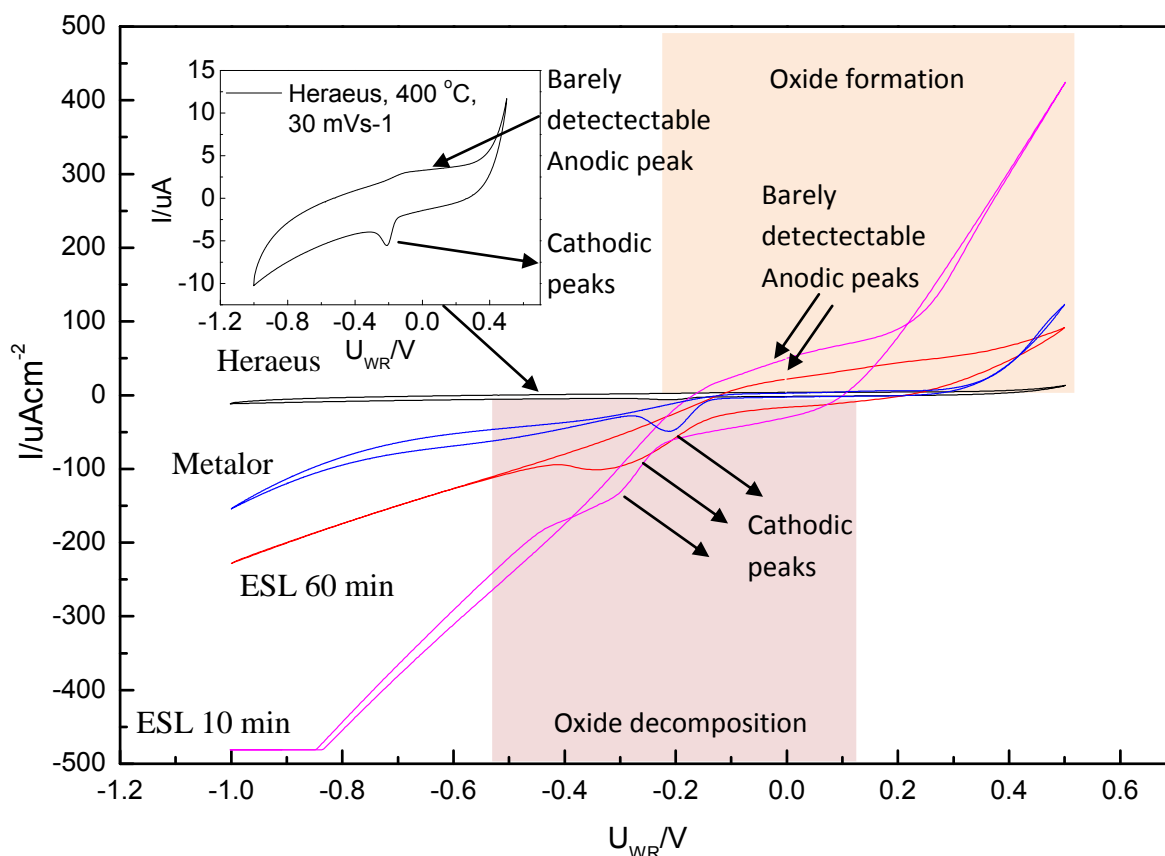 500
400
300
200
100
0
-100
-200
-300
-400
-500
I/uAcm-2
-1.2
-1.0
-0.8
-0.6
-0.4
-0.2
0.0
0.2
0.4
0.6
UWR/V
15
10
5
0
-5
-10
I/uA
-1.2
-0.8
-0.4
0.0
0.4
UWR/V
Heraeus, 400 oC,
30 mVs-1
Barely
detectectable
Anodic peak
Cathodic
peaks
Oxide formation
Barely
detectectable
Anodic peaks
Heraeus
Metalor
ESL 60 min
ESL 10 min
Cathodic
peaks
Oxide decomposition